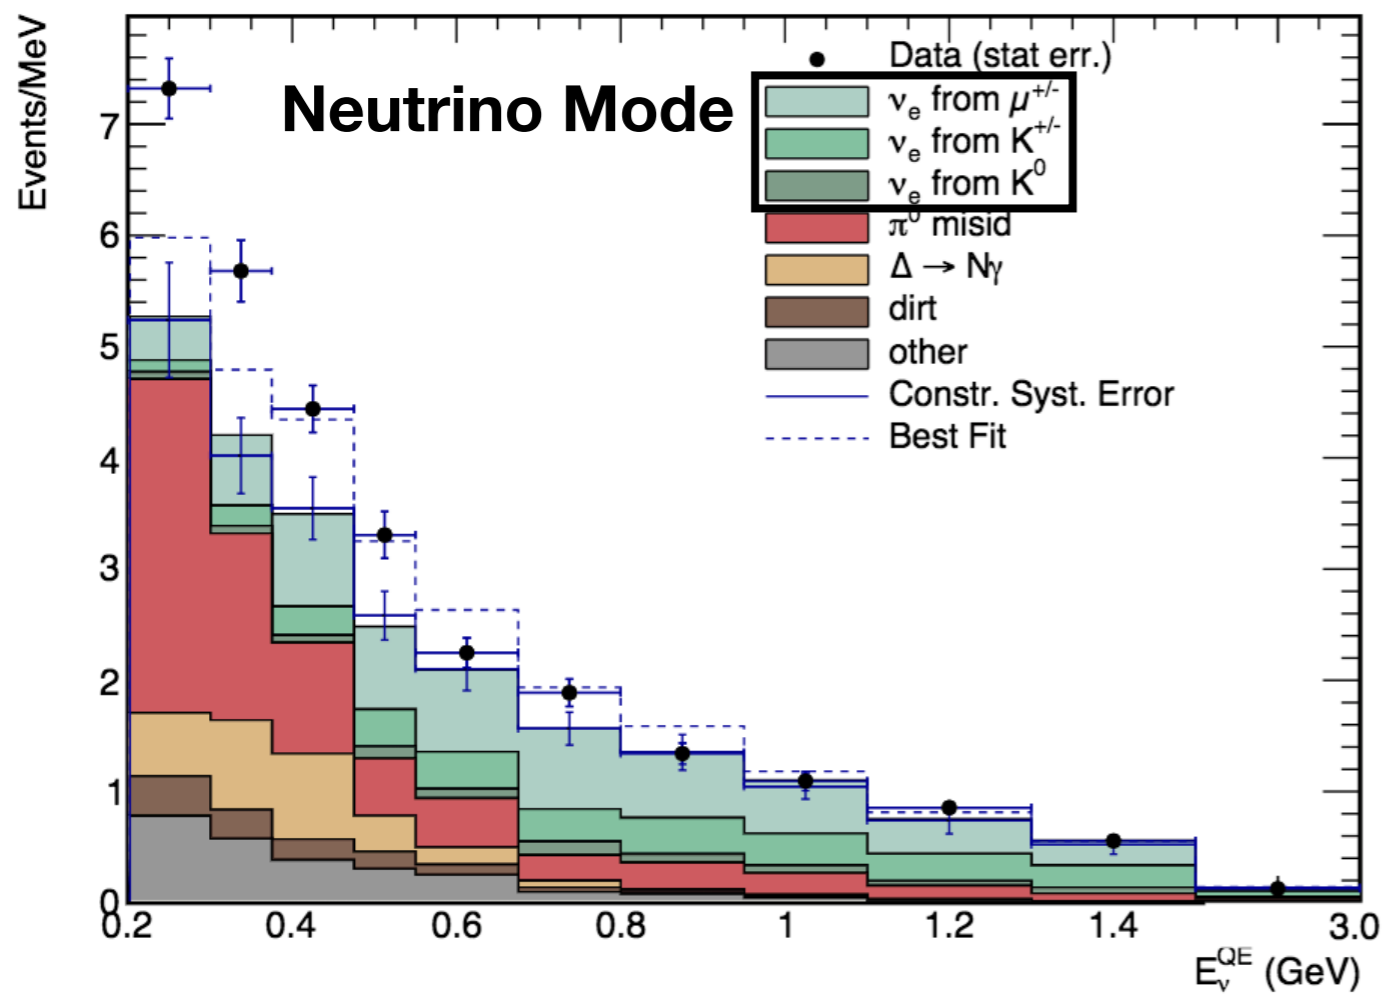 Events/MeV
7
6
5
4
3
2
1
0
Neutrino Mode
Data (stat err.)
νe from μ+/-
νe from K+/-
νe from K0
π0 misid
Δ → Nγ
dirt
other
Constr. Syst. Error
Best Fit
0.2 0.4 0.6 0.8 1 1.2 1.4 3.0
EνQE (GeV)